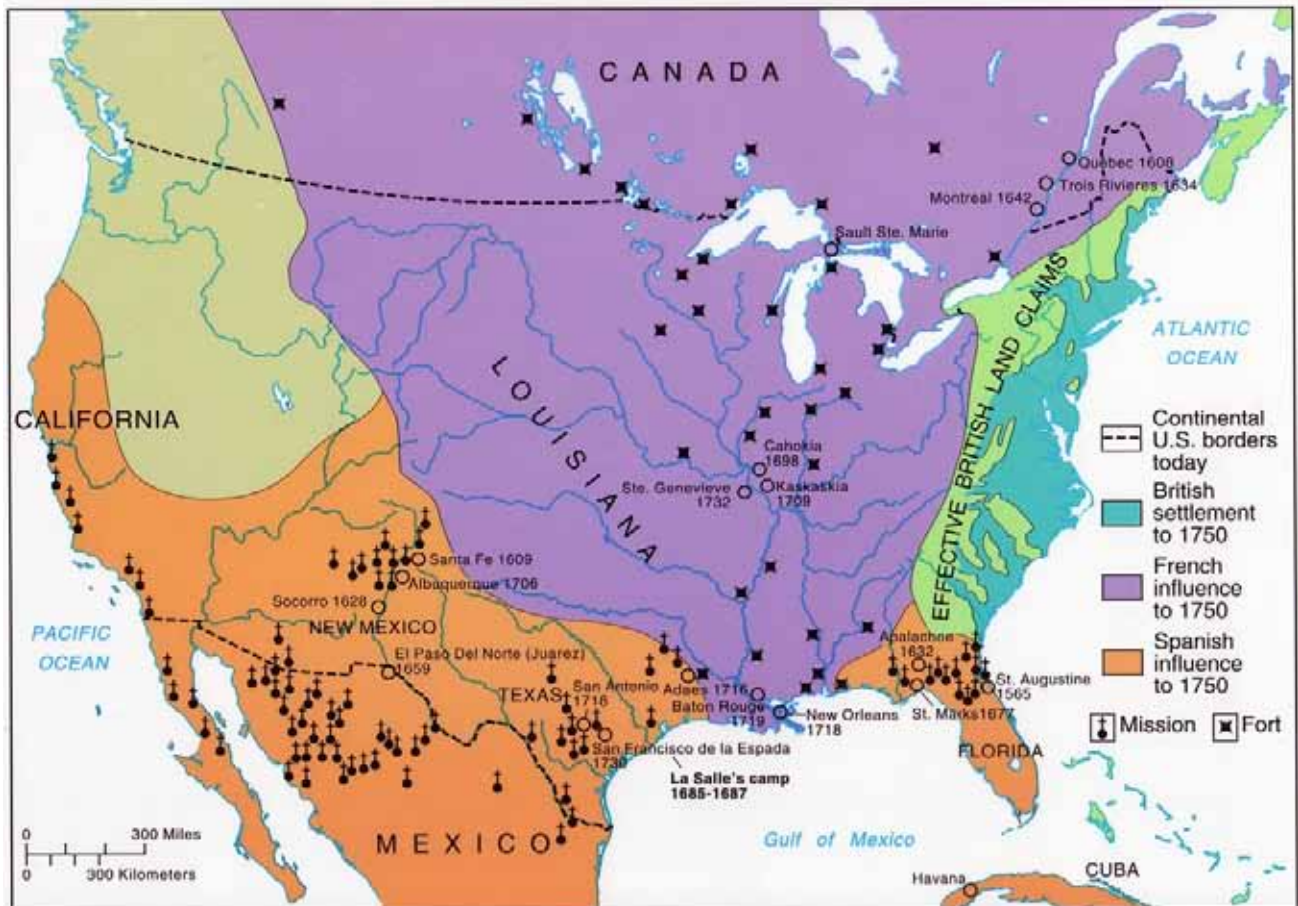 CANADA
Québec 1608
Trois Rivieres 1634
Montreal 1642
Sault Ste. Marie
EFFECTIVE BRITISH LAND CLAIMS
ATLANTIC
OCEAN
LOUISIANA
CALIFORNIA
Cahokia
1698
Ste. Genevieve
1732
Kaskaskia
1709
Santa Fe 1609
Albuquerque 1706
Socorro 1628
NEW MEXICO
PACIFIC
OCEAN
El Paso Del Norte (Juarez)
1659
TEXAS
San Antonio
1716
Adaes 1716
Baton Rouge
1719
New Orleans
1718
San Francisco de la Espada
1730
La Salle's camp
1685-1687
Apalachee
1632
St. Augustine
1565
St. Marks 1677
FLORIDA
MEXICO
Gulf of Mexico
Havana
CUBA
0
300 Miles
0
300 Kilometers
Continental
U.S. borders
today
British
settlement
to 1750
French
influence
to 1750
Spanish
influence
to 1750
Mission
Fort